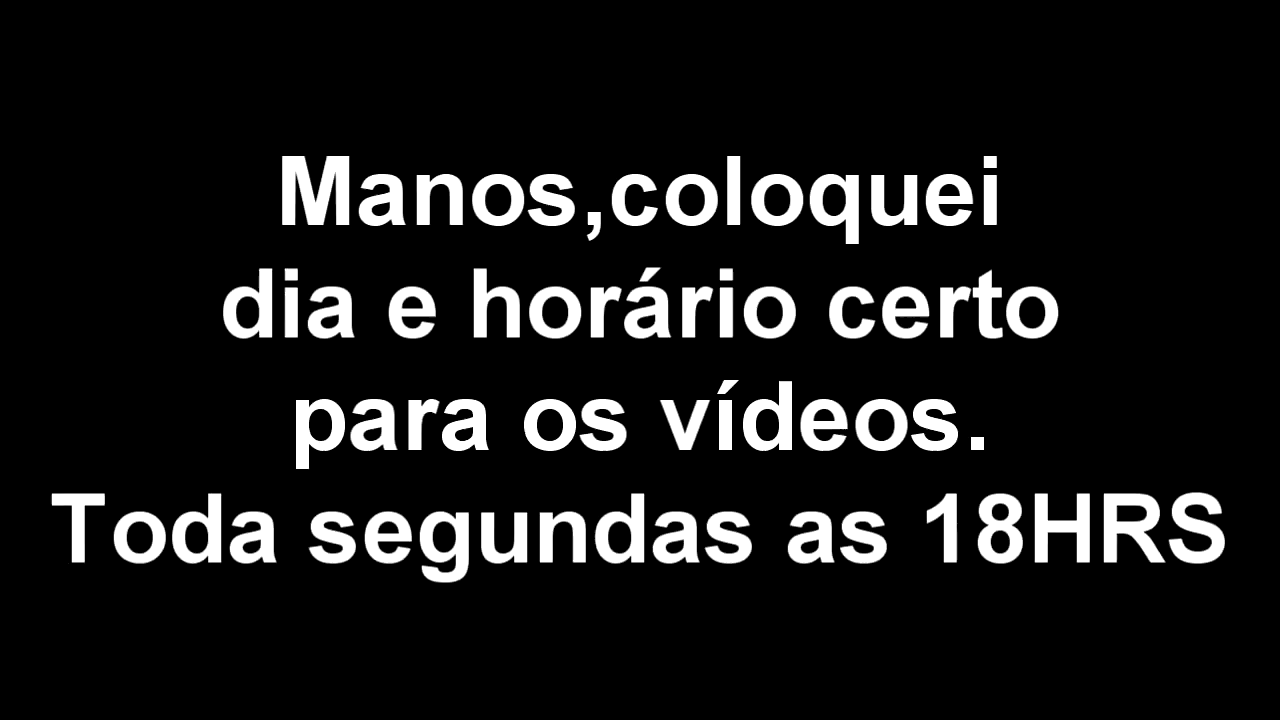 Manos,coloquei
dia e horário certo
para os vídeos.
Toda segundas as 18HRS